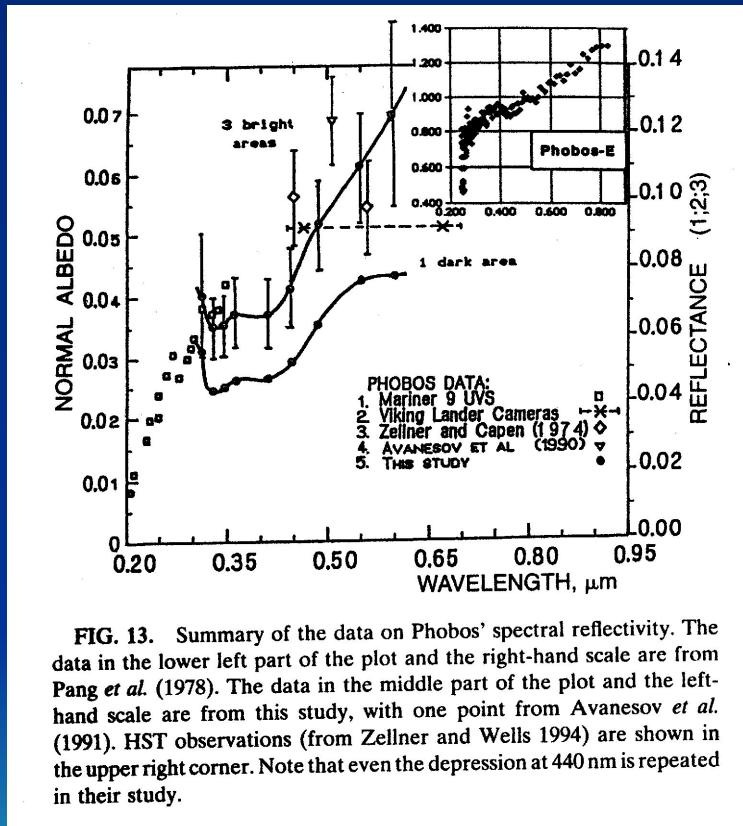 1.400
1.200
1.000
0.800
0.600
0.400
0.200 0.400 0.600 0.800
Phobos-E
0.14
0.12
0.10
0.08
0.06
0.04
0.02
0.00
REFLECTANCE (1;2;3)
0.07
0.06
0.05
0.04
0.03
0.02
0.01
0
NORMAL ALBEDO
3 bright
areas
1 dark area
PHOBOS DATA:
1. Mariner 9 UVS
2. Viking Lander Cameras
3. Zellner and Capen (1974)
4. AVANESOV ET AL (1990)
5. THIS STUDY
0.20 0.35 0.50 0.65 0.80 0.95
WAVELENGTH, μm
FIG. 13. Summary of the data on Phobos' spectral reflectivity. The
data in the lower left part of the plot and the right-hand scale are from
Pang et al. (1978). The data in the middle part of the plot and the left-
hand scale are from this study, with one point from Avanesov et al.
(1991). HST observations (from Zellner and Wells 1994) are shown in
the upper right corner. Note that even the depression at 440 nm is repeated
in their study.